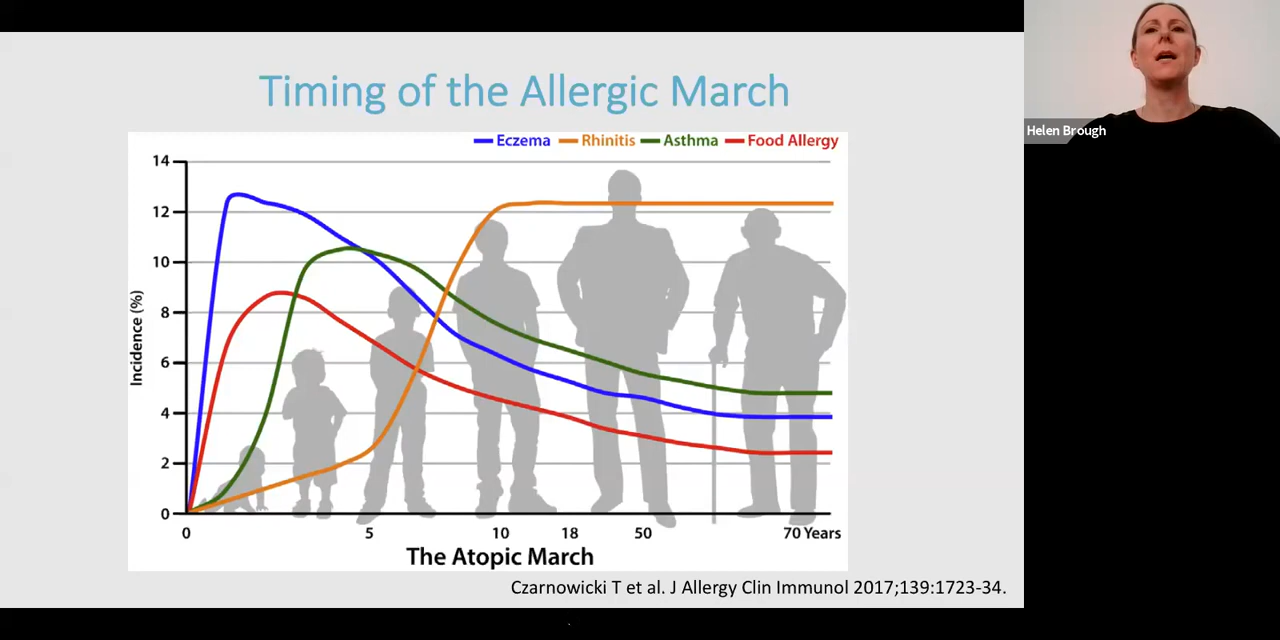 Timing of the Allergic March
Helen Brough
Eczema Rhinitis Asthma Food Allergy
14
12
10
8
6
4
2
0
Incidence (%)
0 5 10 18 50 70 Years
The Atopic March
Czarnowicki T et al. J Allergy Clin Immunol 2017;139:1723-34.